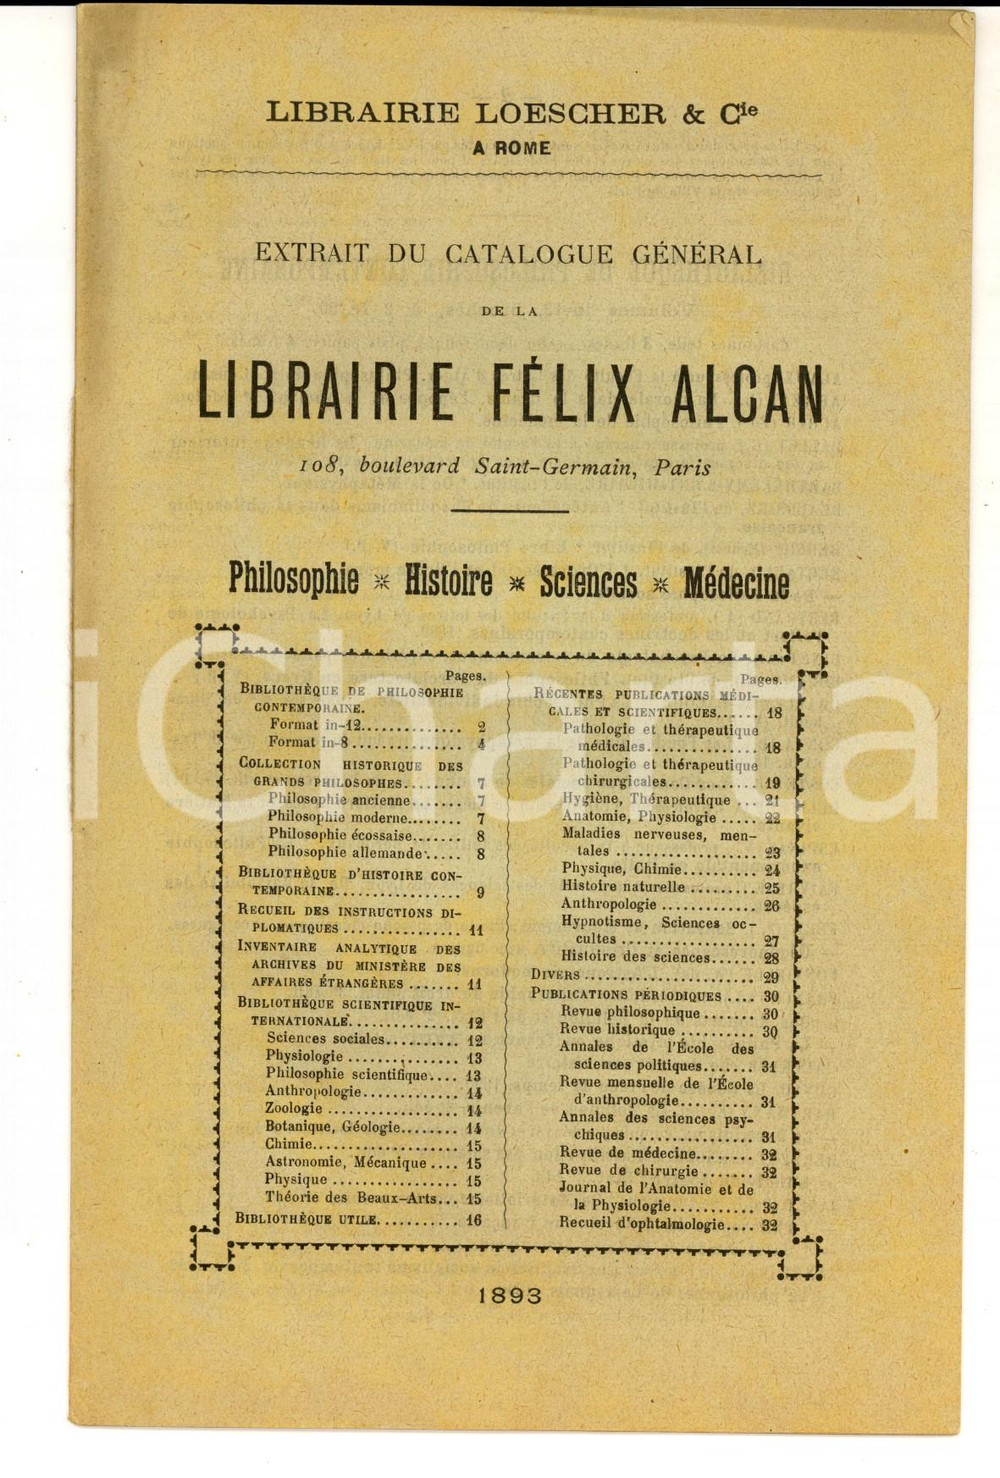 LIBRAIRIE LOESCHER & Cie
A ROME
EXTRAIT DU CATALOGUE GÉNÉRAL
DE LA
LIBRAIRIE FÉLIX ALCAN
108, boulevard Saint-Germain, Paris
Philosophie * Histoire * Sciences * Médecine
Pages.
BIBLIOTHÈQUE DE PHILOSOPHIE
CONTEMPORAINE.
Format in-12.............. 2
Format in-8............... 4
COLLECTION HISTORIQUE DES
GRANDS PHILOSOPHES........ 7
Philosophie ancienne....... 7
Philosophie moderne........ 7
Philosophie écossaise....... 8
Philosophie allemande...... 8
BIBLIOTHÈQUE D'HISTOIRE CON-
TEMPORAINE................. 9
RECUEIL DES INSTRUCTIONS DI-
PLOMATIQUES ............... 11
INVENTAIRE ANALYTIQUE DES
ARCHIVES DU MINISTÈRE DES
AFFAIRES ÉTRANGÈRES ....... 11
BIBLIOTHÈQUE SCIENTIFIQUE IN-
TERNATIONALE............... 12
Sciences sociales.......... 12
Physiologie ............... 13
Philosophie scientifique.... 13
Anthropologie............. 14
Zoologie ................. 14
Botanique, Géologie........ 14
Chimie................... 15
Astronomie, Mécanique .... 15
Physique ................. 15
Théorie des Beaux-Arts... 15
BIBLIOTHÈQUE UTILE........... 16
Pages.
RÉCENTES PUBLICATIONS MÉDI-
CALES ET SCIENTIFIQUES...... 18
Pathologie et thérapeutique
médicales............... 18
Pathologie et thérapeutique
chirurgicales............ 19
Hygiène, Thérapeutique ... 21
Anatomie, Physiologie ..... 22
Maladies nerveuses, men-
tales .................. 23
Physique, Chimie.......... 24
Histoire naturelle ......... 25
Anthropologie ............. 26
Hypnotisme, Sciences oc-
cultes .................. 27
Histoire des sciences...... 28
DIVERS ...................... 29
PUBLICATIONS PÉRIODIQUES .... 30
Revue philosophique ....... 30
Revue historique .......... 30
Annales de l'École des
sciences politiques....... 31
Revue mensuelle de l'École
d'anthropologie.......... 31
Annales des sciences psy-
chiques ................. 31
Revue de médecine........ 32
Revue de chirurgie ....... 32
Journal de l'Anatomie et de
la Physiologie........... 32
Recueil d'ophtalmologie.... 32
1893
iCharta